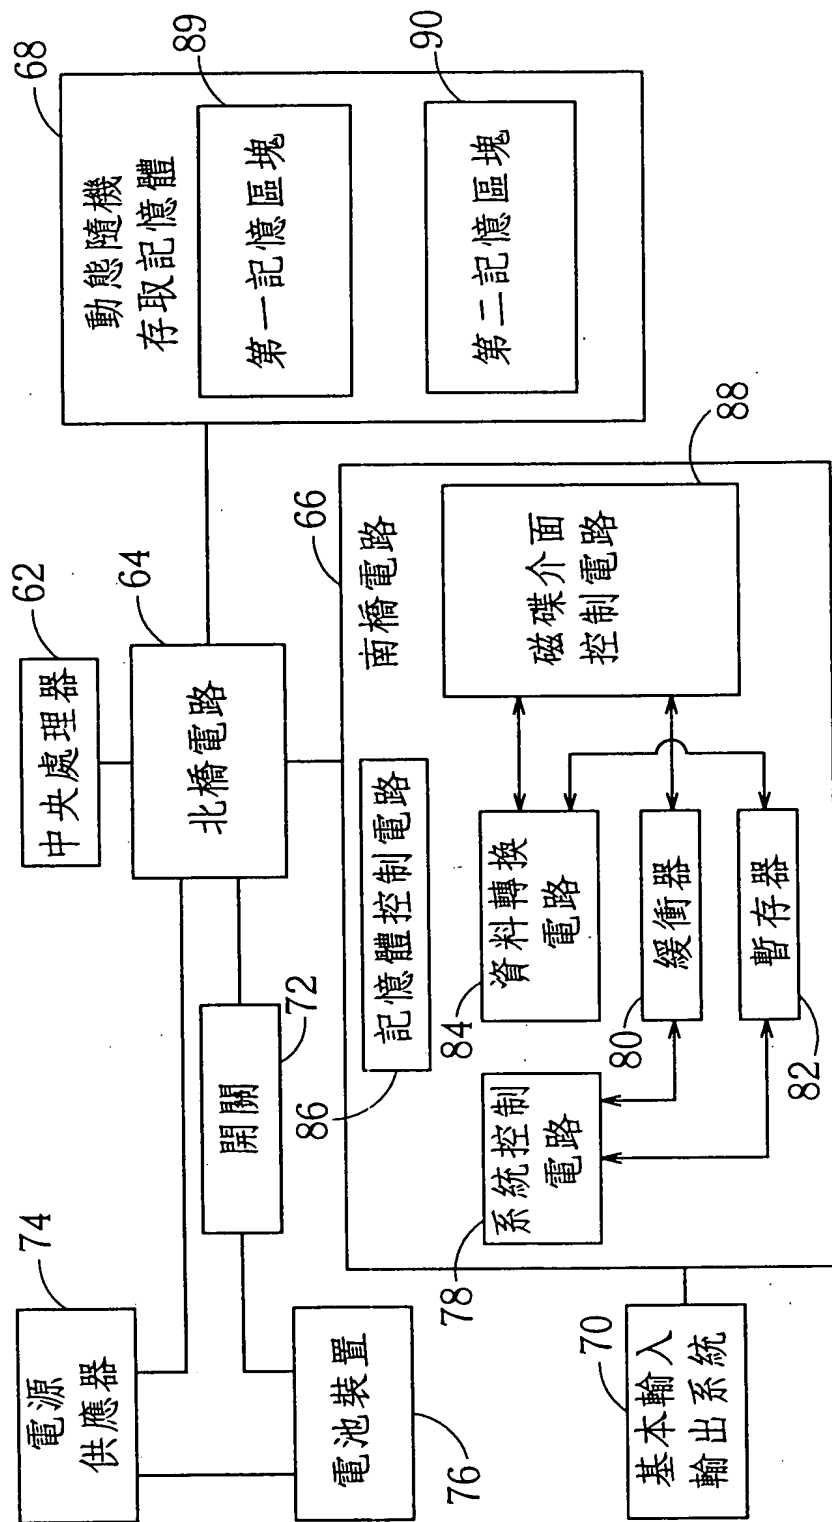 電源
供應器
74
電池裝置
76
開關
72
中央處理器
62
北橋電路
64
動態隨機
存取記憶體
68
第一記憶區塊
89
第二記憶區塊
90
基本輸入
輸出系統
70
南橋電路
66
記憶體控制電路
86
系統控制
電路
78
資料轉換
電路
84
緩衝器
80
暫存器
82
磁碟介面
控制電路
88